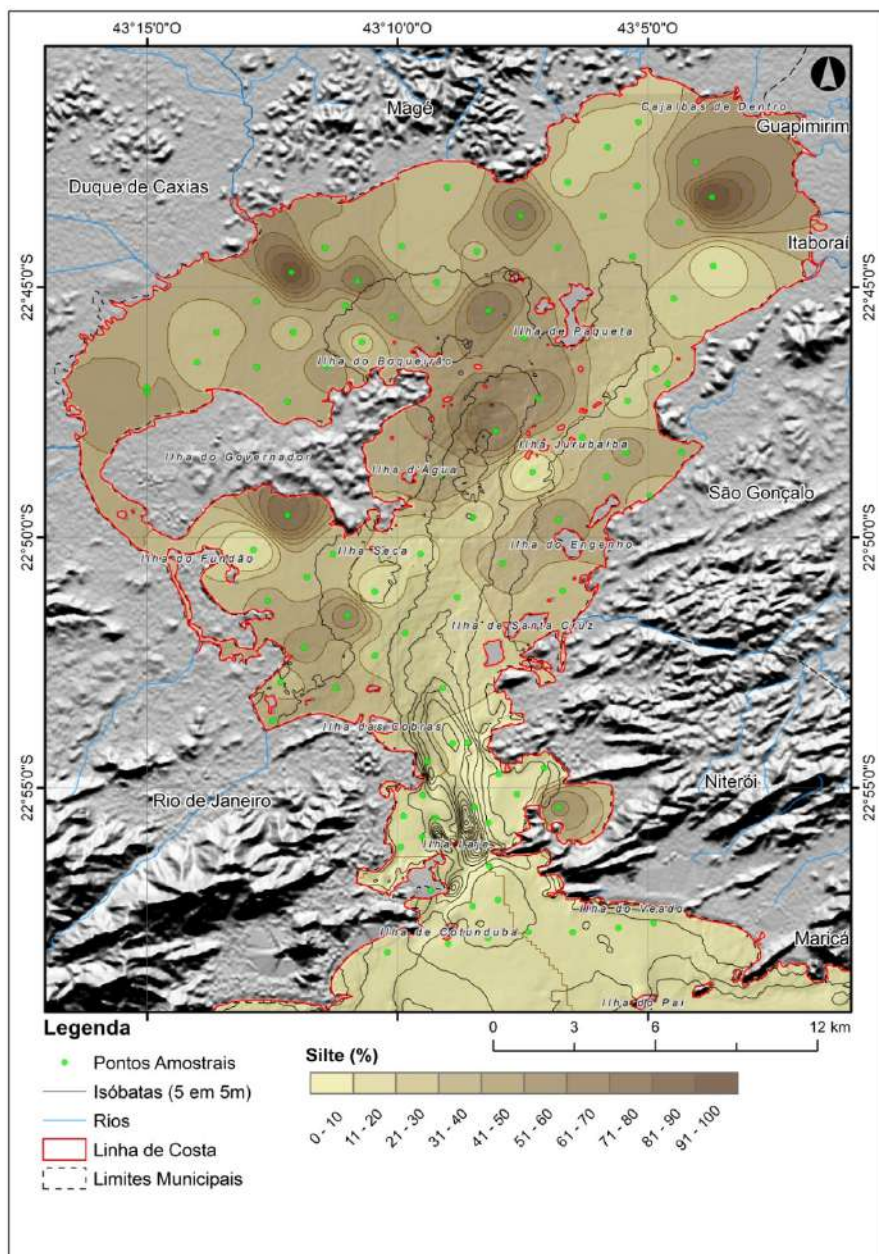 43°15'0"O 43°10'0"O 43°5'0"O
Cajaíbas de Dentro
Magé
Guapimirim
Duque de Caxias
Itaboraí
22°45'0"S 22°45'0"S
Ilha de Paquetá
Ilha do Boqueirão
Ilha Jurubaíba
Ilha do Governador
Ilha d'Água
São Gonçalo
22°50'0"S 22°50'0"S
Ilha do Engenho
Ilha Seca
Ilha do Fundão
Ilha de Santa Cruz
Ilha das Cobras
22°55'0"S 22°55'0"S
Niterói
Rio de Janeiro
Ilha Laje
Ilha do Veado
Ilha de Cotunduba
Maricá
Ilha do Pai
Legenda
0 3 6 12 km
Pontos Amostrais
Silte (%)
Isóbatas (5 em 5m)
Rios
0 - 10 11 - 20 21 - 30 31 - 40 41 - 50 51 - 60 61 - 70 71 - 80 81 - 90 91 - 100
Linha de Costa
Limites Municipais